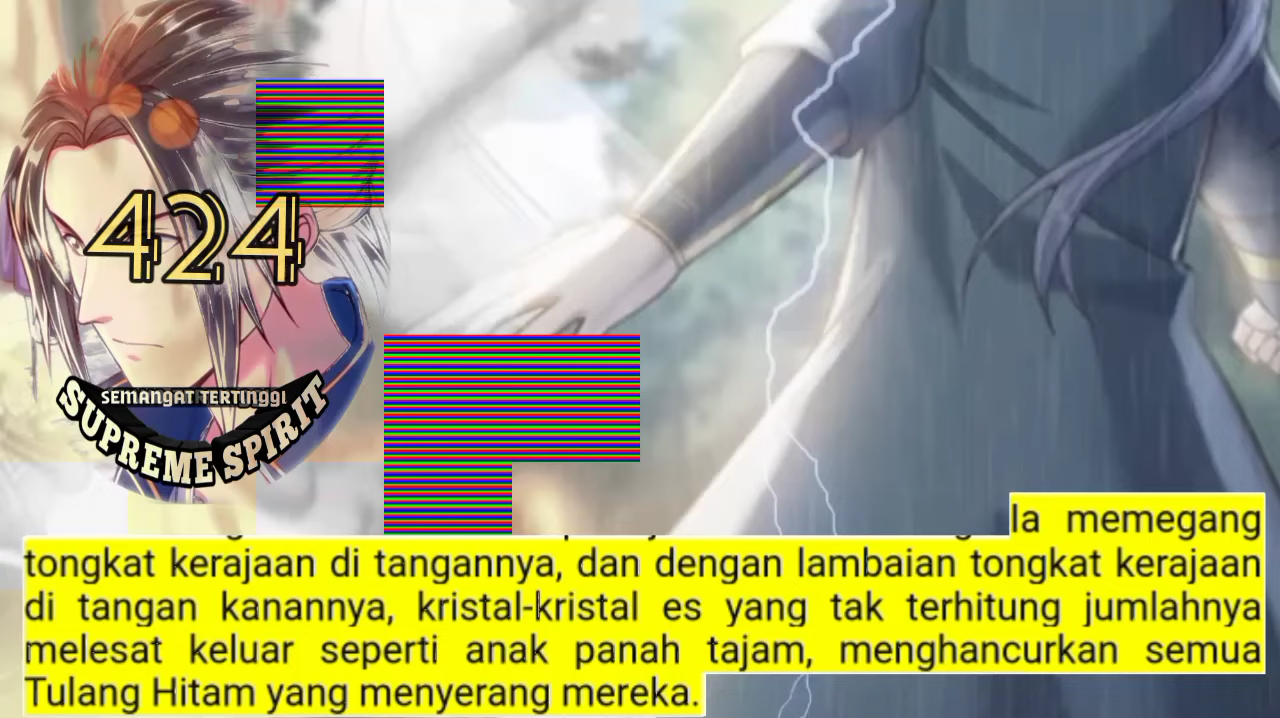 424
SEMANGAT TERTINGGI
SUPREME SPIRIT
Ia memegang
tongkat kerajaan di tangannya, dan dengan lambaian tongkat kerajaan
di tangan kanannya, kristal-kristal es yang tak terhitung jumlahnya
melesat keluar seperti anak panah tajam, menghancurkan semua
Tulang Hitam yang menyerang mereka.